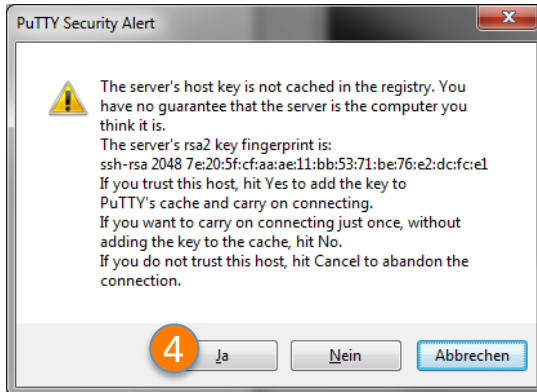 PuTTY Security Alert
x
The server's host key is not cached in the registry. You
have no guarantee that the server is the computer you
think it is.
The server's rsa2 key fingerprint is:
ssh-rsa 2048 7e:20:5f:cf:aa:ae:11:bb:53:71:be:76:e2:dc:fc:e1
If you trust this host, hit Yes to add the key to
PuTTY's cache and carry on connecting.
If you want to carry on connecting just once, without
adding the key to the cache, hit No.
If you do not trust this host, hit Cancel to abandon the
connection.
4 Ja Nein Abbrechen